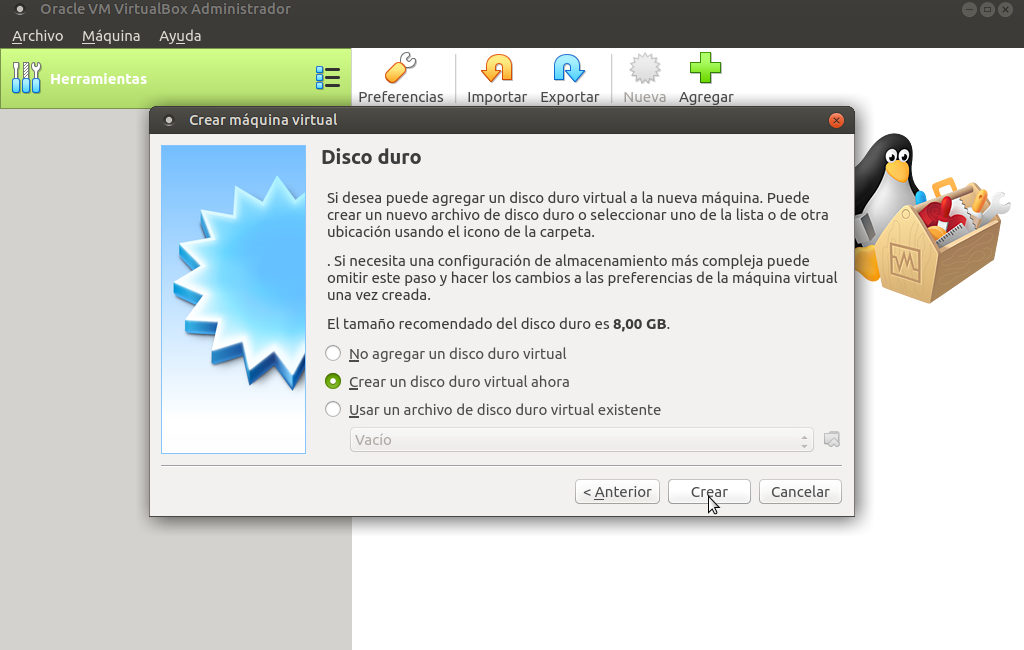 Oracle VM VirtualBox Administrador
Archivo Máquina Ayuda
Herramientas
Preferencias Importar Exportar Nueva Agregar
Crear máquina virtual
Disco duro
Si desea puede agregar un disco duro virtual a la nueva máquina. Puede
crear un nuevo archivo de disco duro o seleccionar uno de la lista o de otra
ubicación usando el icono de la carpeta.
. Si necesita una configuración de almacenamiento más compleja puede
omitir este paso y hacer los cambios a las preferencias de la máquina virtual
una vez creada.
El tamaño recomendado del disco duro es 8,00 GB.
No agregar un disco duro virtual
Crear un disco duro virtual ahora
Usar un archivo de disco duro virtual existente
Vacío
< Anterior Crear Cancelar